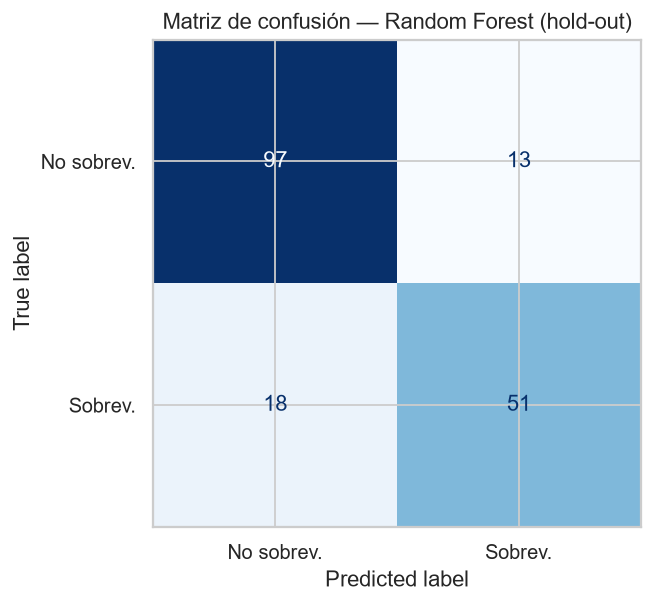 Matriz de confusión — Random Forest (hold-out)
No sobrev.
97
13
True label
Sobrev.
18
51
No sobrev.
Sobrev.
Predicted label